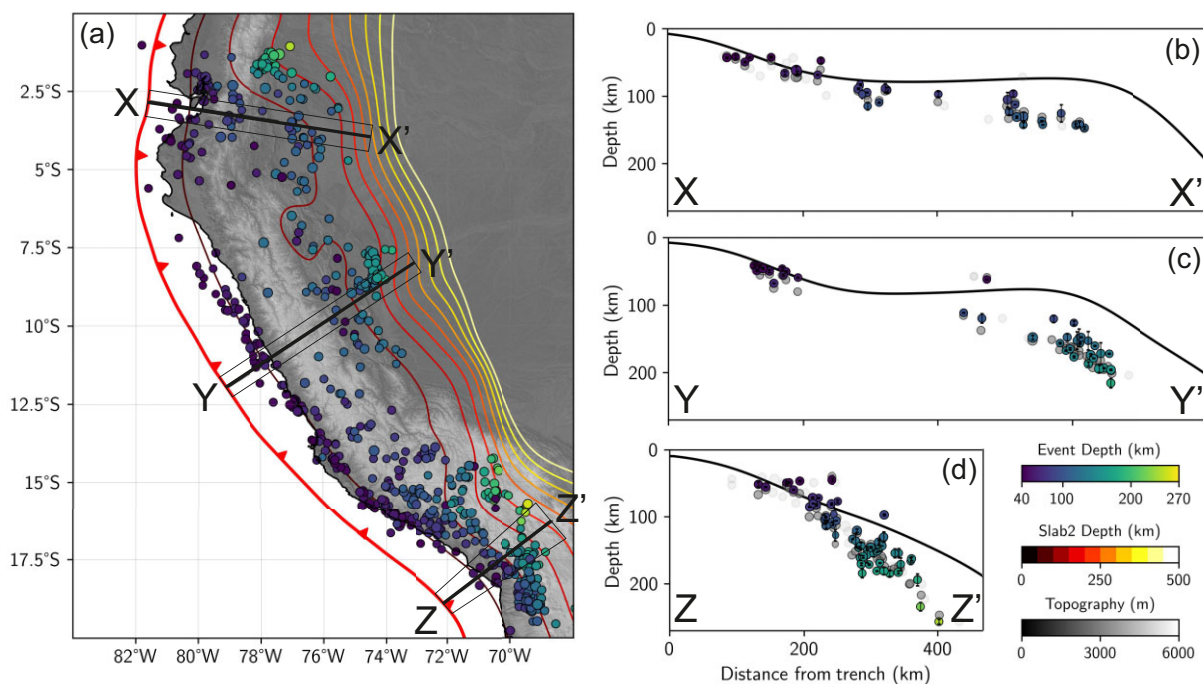 (a)
2.5°S
5°S
7.5°S
10°S
12.5°S
15°S
17.5°S
82°W 80°W 78°W 76°W 74°W 72°W 70°W
X
X'
Y
Y'
Z
Z'
(b)
Depth (km)
0
100
200
X
X'
(c)
Depth (km)
0
100
200
Y
Y'
(d)
Depth (km)
0
100
200
Z
Z'
0 200 400
Distance from trench (km)
Event Depth (km)
40 100 200 270
Slab2 Depth (km)
0 250 500
Topography (m)
0 3000 6000